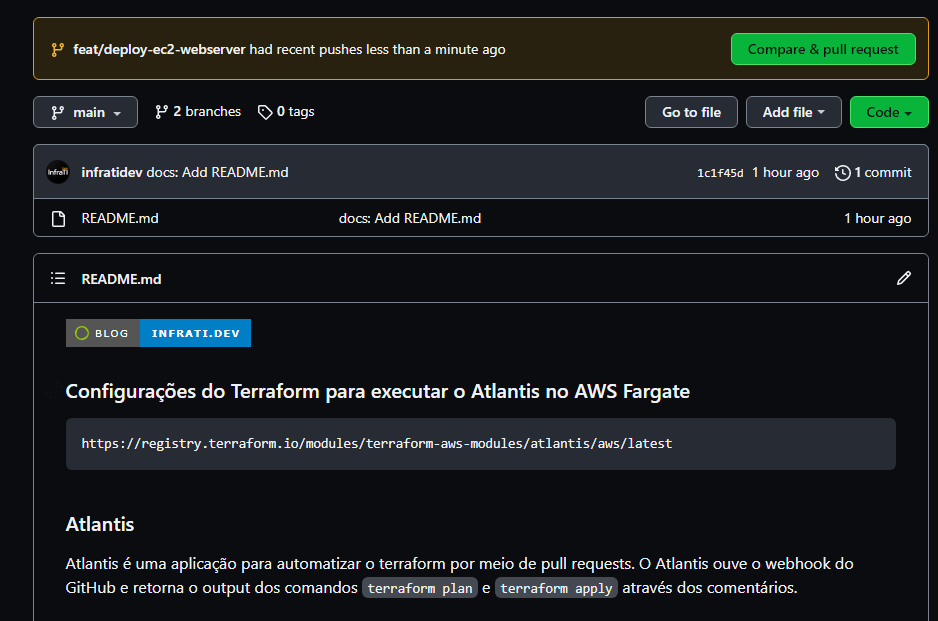 feat/deploy-ec2-webserver had recent pushes less than a minute ago
Compare & pull request
main
2 branches
0 tags
Go to file
Add file
Code
InfraTI
infratidev docs: Add README.md
1c1f45d 1 hour ago
1 commit
README.md
docs: Add README.md
1 hour ago
README.md
BLOG INFRATI.DEV
Configurações do Terraform para executar o Atlantis no AWS Fargate
https://registry.terraform.io/modules/terraform-aws-modules/atlantis/aws/latest
Atlantis
Atlantis é uma aplicação para automatizar o terraform por meio de pull requests. O Atlantis ouve o webhook do
GitHub e retorna o output dos comandos terraform plan e terraform apply através dos comentários.